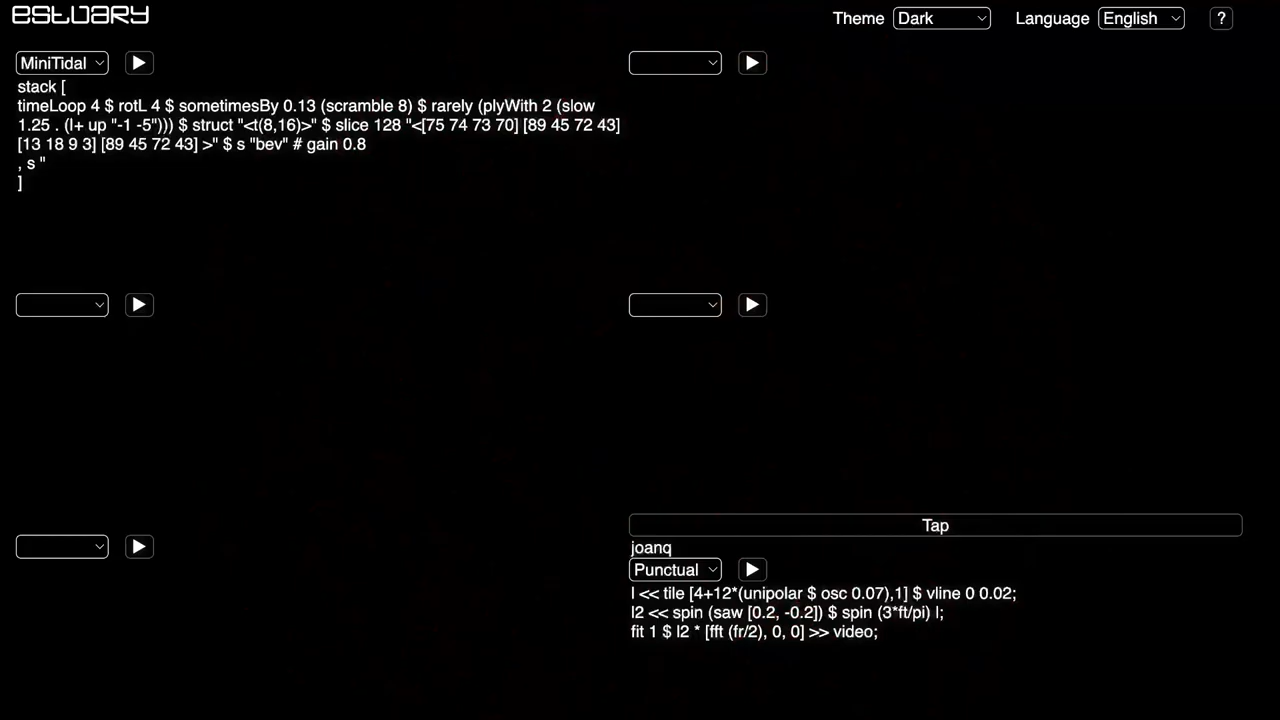 estuary
Theme Dark Language English ?
MiniTidal
stack [
timeLoop 4 $ rotL 4 $ sometimesBy 0.13 (scramble 8) $ rarely (plyWith 2 (slow
1.25 . (|+ up "-1 -5"))) $ struct "<t(8,16)>" $ slice 128 "<[75 74 73 70] [89 45 72 43]
[13 18 9 3] [89 45 72 43] >" $ s "bev" # gain 0.8
, s "
]
Tap
joanq
Punctual
l << tile [4+12*(unipolar $ osc 0.07),1] $ vline 0 0.02;
l2 << spin (saw [0.2, -0.2]) $ spin (3*ft/pi) l;
fit 1 $ l2 * [fft (fr/2), 0, 0] >> video;